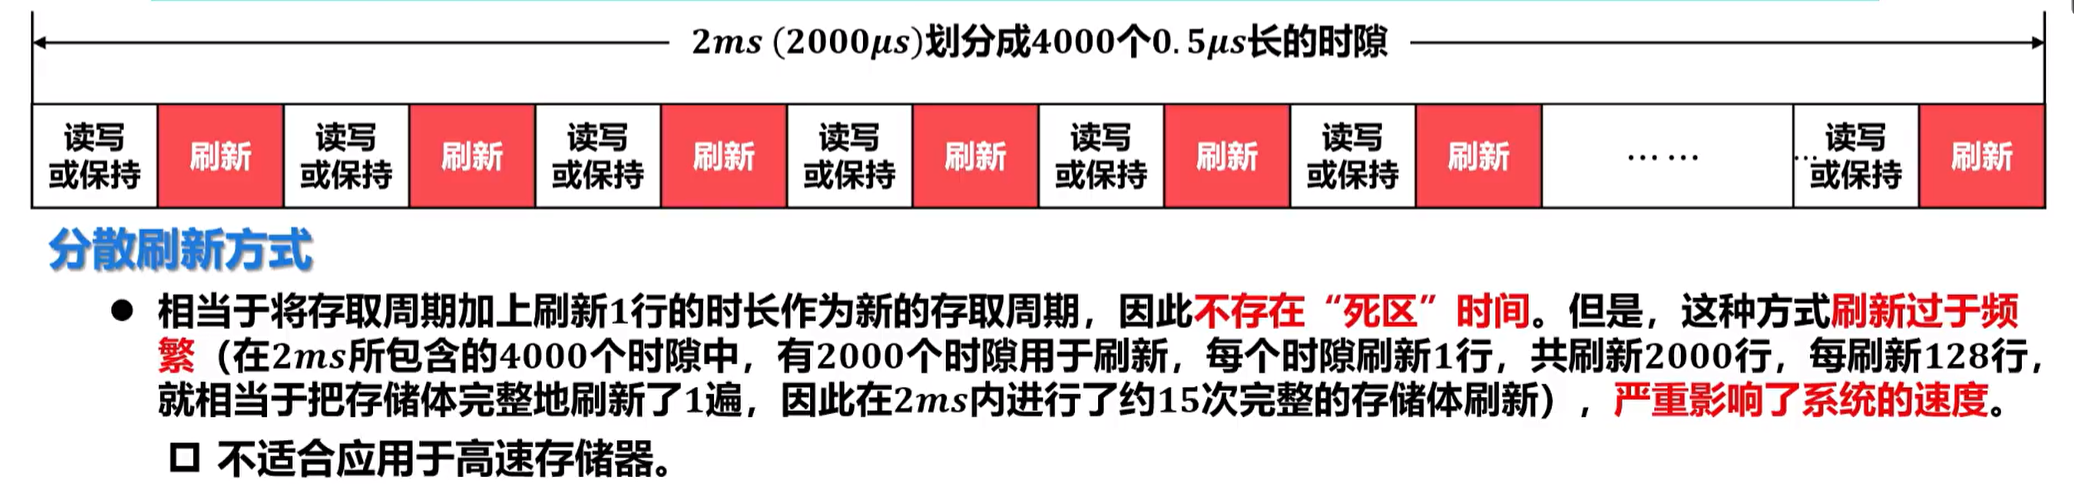 2ms (2000μs)划分成4000个0.5μs长的时隙
读写 读写 读写 读写 读写 读写 读写
刷新 刷新 刷新 刷新 刷新 刷新 …… … 刷新
或保持 或保持 或保持 或保持 或保持 或保持 或保持
分散刷新方式
● 相当于将存取周期加上刷新1行的时长作为新的存取周期，因此不存在“死区”时间。但是，这种方式刷新过于频
繁（在2ms所包含的4000个时隙中，有2000个时隙用于刷新，每个时隙刷新1行，共刷新2000行，每刷新128行，
就相当于把存储体完整地刷新了1遍，因此在2ms内进行了约15次完整的存储体刷新），严重影响了系统的速度。
□ 不适合应用于高速存储器。